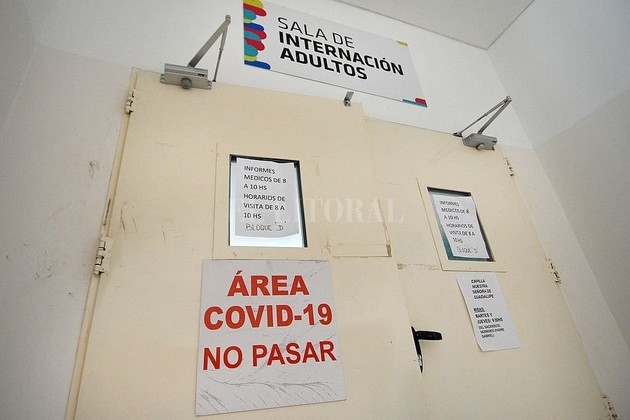 SALA DE
INTERNACIÓN
ADULTOS
INFORMES
MEDICOS DE 8
A 10 HS
HORARIOS
DE VISITA DE 8 A
10 HS
BLOQUE D
INFORMES
MEDICOS DE 8 A
10 HS
HORARIOS DE
VISITA DE 8 A
10 HS
BLOQUE D
LITORAL
ÁREA
COVID-19
NO PASAR
CAPILLA
NUESTRA
SEÑORA DE
GUADALUPE
MISAS:
MARTES Y
JUEVES: